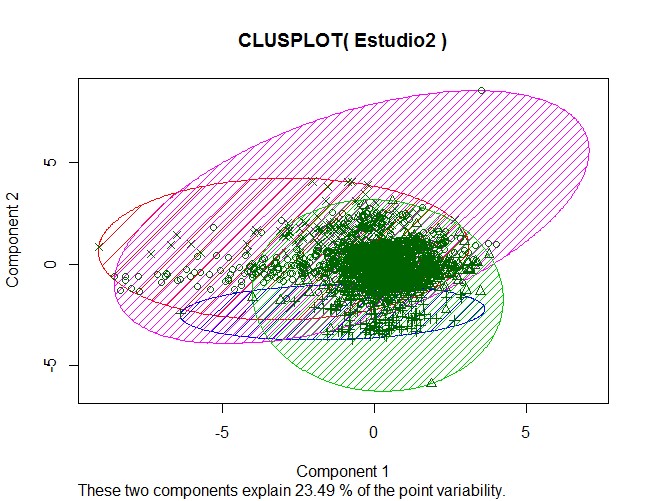 CLUSPLOT( Estudio2 )
Component 2
5
0
-5
-5
0
5
Component 1
These two components explain 23.49 % of the point variability.